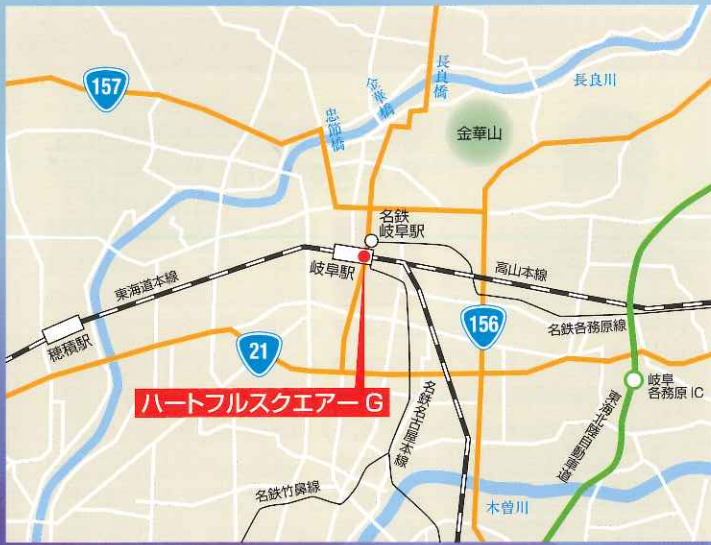 157
忠節橋
金華橋
長良橋
長良川
金華山
名鉄
岐阜駅
岐阜駅
東海道本線
高山本線
穂積駅
21
156
名鉄各務原線
ハートフルスクエアーG
名鉄名古屋本線
岐阜
各務原IC
東海北陸自動車道
名鉄竹鼻線
木曽川